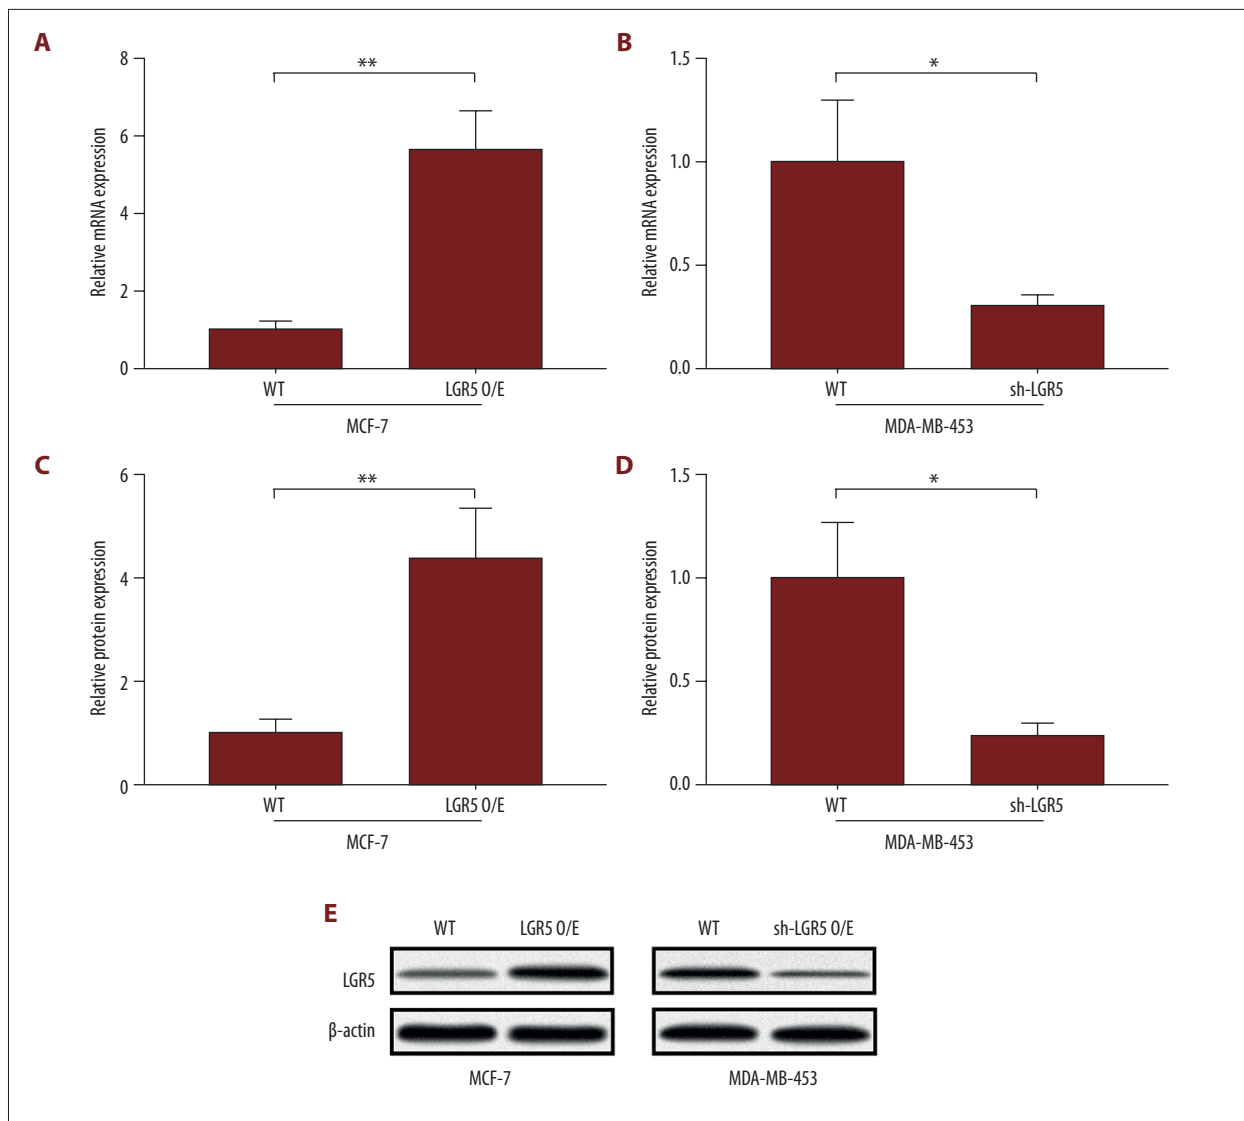 A
Relative mRNA expression
8
6
4
2
0
**
WT
LGR5 O/E
MCF-7
B
Relative mRNA expression
1.5
1.0
0.5
0.0
*
WT
sh-LGR5
MDA-MB-453
C
Relative protein expression
6
4
2
0
**
WT
LGR5 O/E
MCF-7
D
Relative protein expression
1.5
1.0
0.5
0.0
*
WT
sh-LGR5
MDA-MB-453
E
WT LGR5 O/E WT sh-LGR5 O/E
LGR5
β-actin
MCF-7 MDA-MB-453